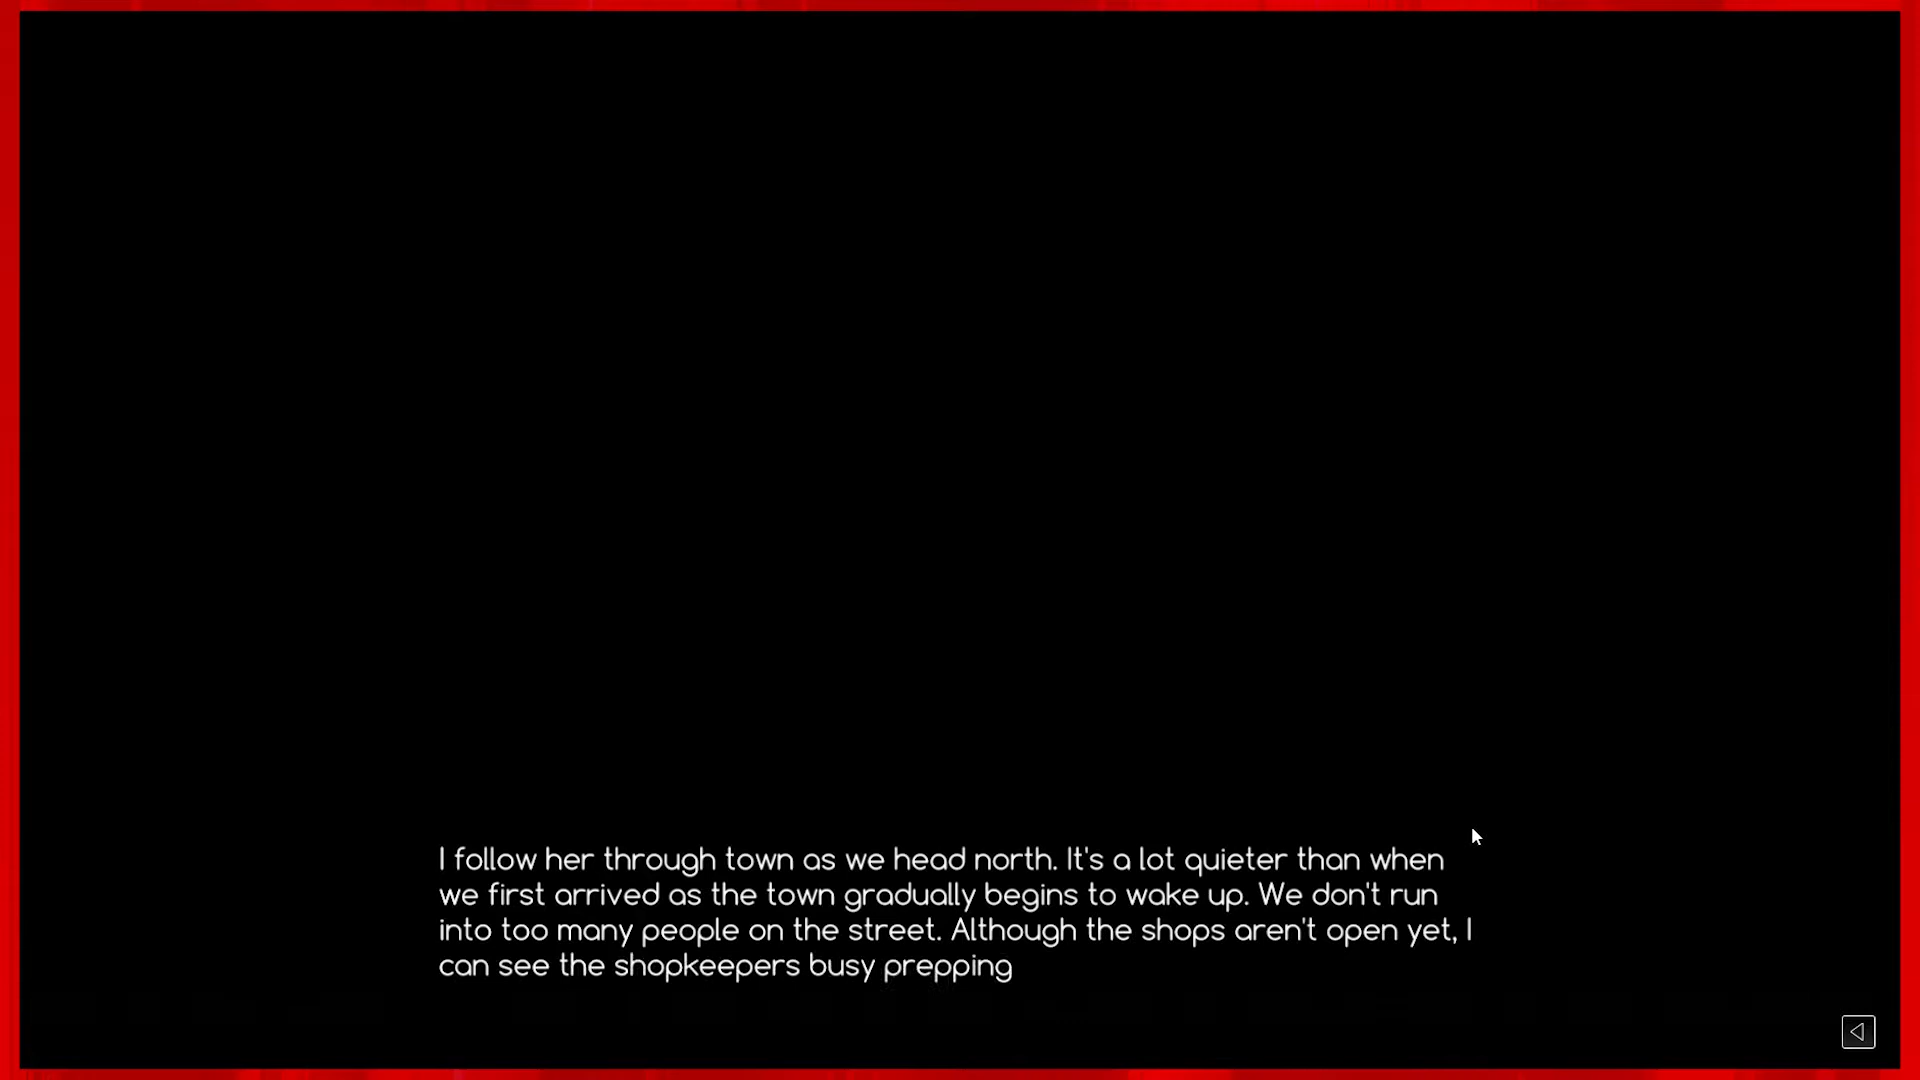 I follow her through town as we head north. It's a lot quieter than when
we first arrived as the town gradually begins to wake up. We don't run
into too many people on the street. Although the shops aren't open yet, I
can see the shopkeepers busy prepping